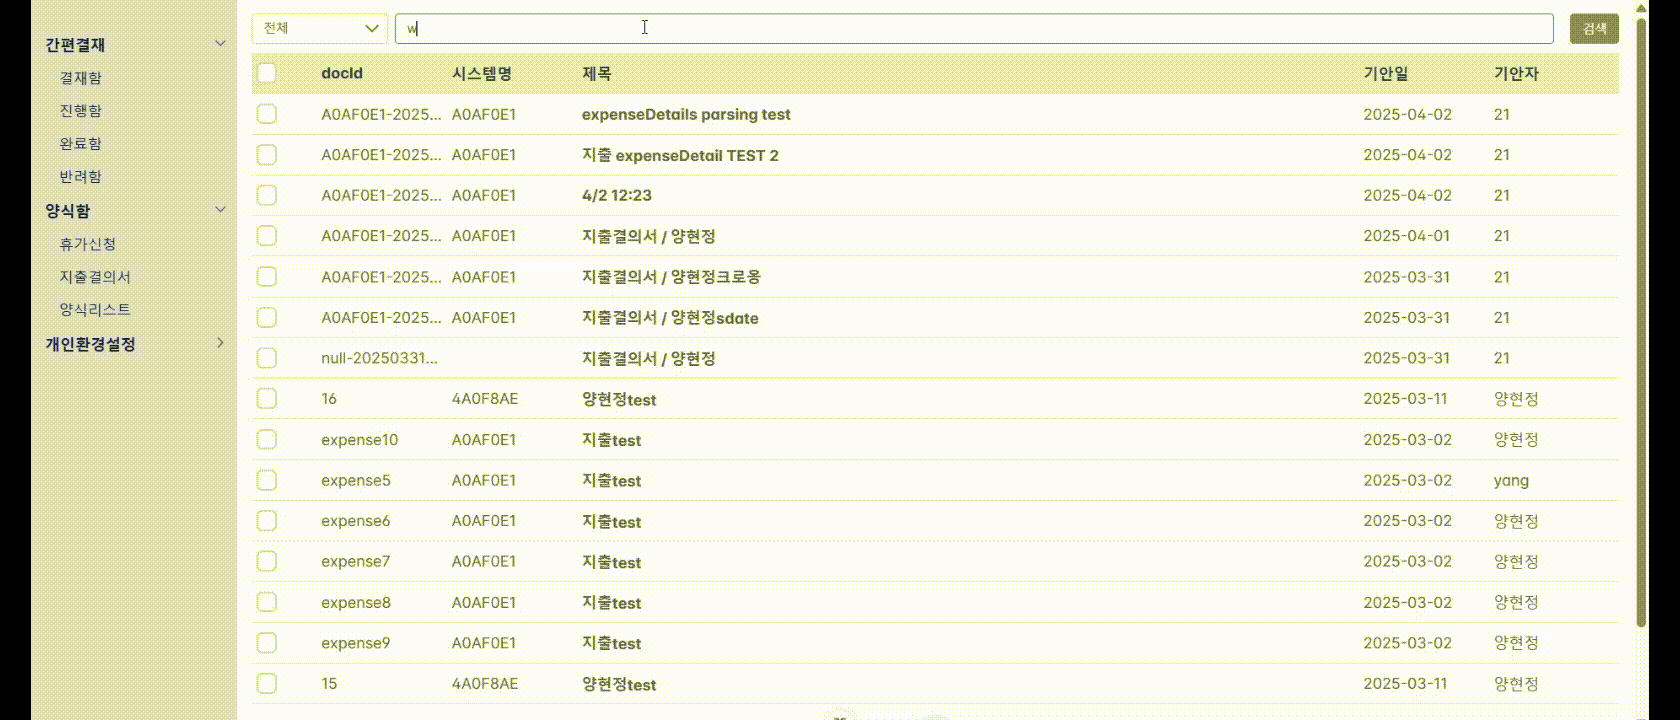 간편결재
결재함
진행함
완료함
반려함
양식함
휴가신청
지출결의서
양식리스트
개인환경설정
전체 w 검색
docId 시스템명 제목 기안일 기안자
A0AF0E1-2025... A0AF0E1 expenseDetails parsing test 2025-04-02 21
A0AF0E1-2025... A0AF0E1 지출 expenseDetail TEST 2 2025-04-02 21
A0AF0E1-2025... A0AF0E1 4/2 12:23 2025-04-02 21
A0AF0E1-2025... A0AF0E1 지출결의서 / 양현정 2025-04-01 21
A0AF0E1-2025... A0AF0E1 지출결의서 / 양현정크로옹 2025-03-31 21
A0AF0E1-2025... A0AF0E1 지출결의서 / 양현정sdate 2025-03-31 21
null-20250331... 지출결의서 / 양현정 2025-03-31 21
16 4A0F8AE 양현정test 2025-03-11 양현정
expense10 A0AF0E1 지출test 2025-03-02 양현정
expense5 A0AF0E1 지출test 2025-03-02 yang
expense6 A0AF0E1 지출test 2025-03-02 양현정
expense7 A0AF0E1 지출test 2025-03-02 양현정
expense8 A0AF0E1 지출test 2025-03-02 양현정
expense9 A0AF0E1 지출test 2025-03-02 양현정
15 4A0F8AE 양현정test 2025-03-11 양현정